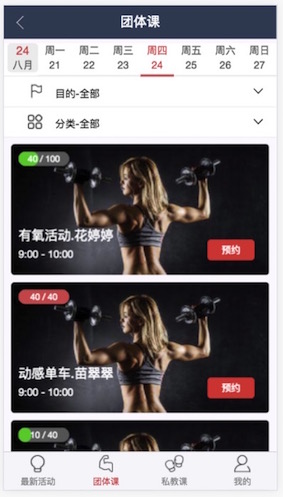 团体课
24 周一 周二 周三 周四 周五 周六 周日
八月 21 22 23 24 25 26 27
目的-全部
分类-全部
40 / 100
有氧活动.花婷婷
9:00 - 10:00 预约
40 / 40
动感单车.苗翠翠
9:00 - 10:00 预约
10 / 40
最新活动 团体课 私教课 我的